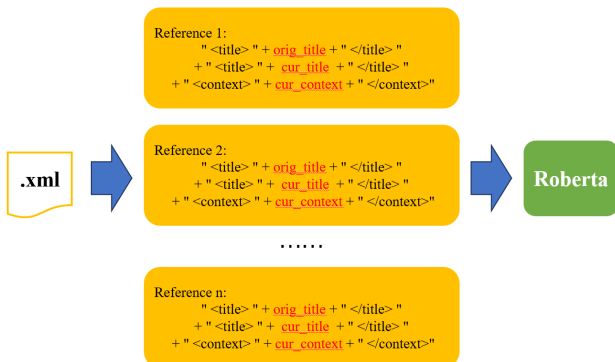 Reference 1:
" <title> " + orig_title + " </title> "
+ " <title> " + cur_title + " </title> "
+ " <context> " + cur_context + " </context>"
.xml
Reference 2:
" <title> " + orig_title + " </title> "
+ " <title> " + cur_title + " </title> "
+ " <context> " + cur_context + " </context>"
Roberta
……
Reference n:
" <title> " + orig_title + " </title> "
+ " <title> " + cur_title + " </title> "
+ " <context> " + cur_context + " </context>"